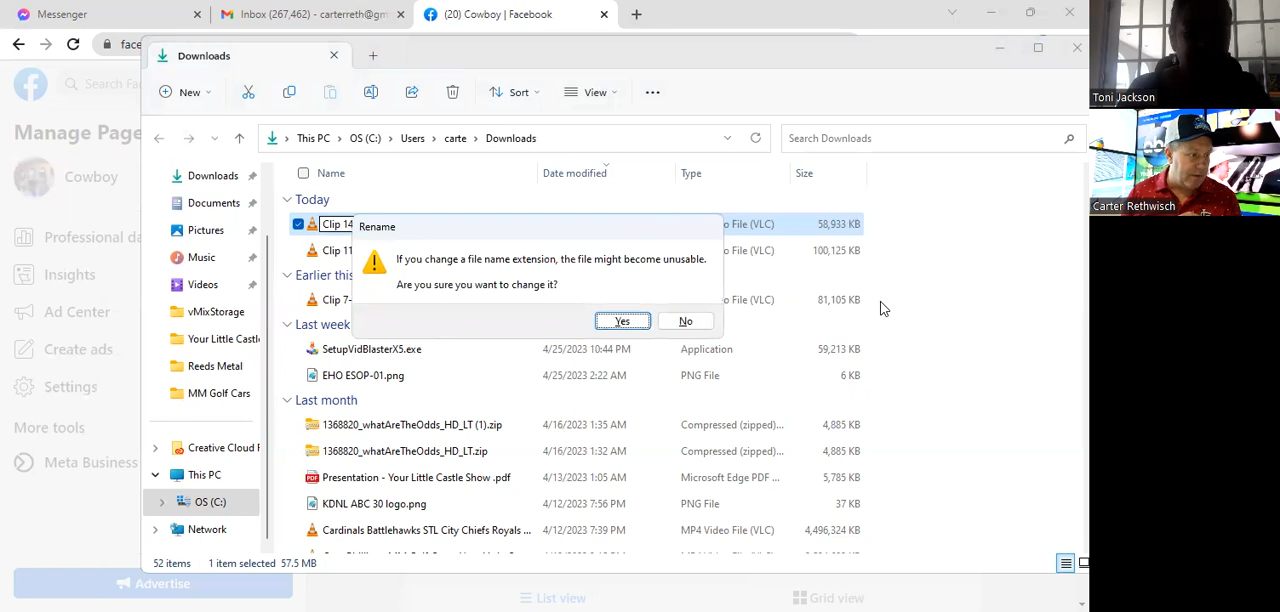 Messenger
Inbox (267,462) - carterreth@gm
(20) Cowboy | Facebook
face
Search Fa
Manage Page
Cowboy
Professional da
Insights
Ad Center
Create ads
Settings
More tools
Meta Business
Advertise
List view
Grid view
Downloads
New
Sort
View
This PC > OS (C:) > Users > carte > Downloads
Search Downloads
Downloads
Documents
Pictures
Music
Videos
vMixStorage
Your Little Castle
Reeds Metal
MM Golf Cars
Creative Cloud F
This PC
OS (C:)
Network
Name Date modified Type Size
Today
Clip 14 o File (VLC) 58,933 KB
Clip 11 o File (VLC) 100,125 KB
Earlier this
Clip 7- o File (VLC) 81,105 KB
Last week
SetupVidBlasterX5.exe 4/25/2023 10:44 PM Application 59,213 KB
EHO ESOP-01.png 4/25/2023 2:22 AM PNG File 6 KB
Last month
1368820_whatAreTheOdds_HD_LT (1).zip 4/16/2023 1:35 AM Compressed (zipped)... 4,885 KB
1368820_whatAreTheOdds_HD_LT.zip 4/16/2023 1:32 AM Compressed (zipped)... 4,885 KB
Presentation - Your Little Castle Show .pdf 4/13/2023 1:05 AM Microsoft Edge PDF ... 5,785 KB
KDNL ABC 30 logo.png 4/12/2023 7:56 PM PNG File 37 KB
Cardinals Battlehawks STL City Chiefs Royals ... 4/12/2023 7:39 PM MP4 Video File (VLC) 4,496,324 KB
52 items 1 item selected 57.5 MB
Rename
If you change a file name extension, the file might become unusable.
Are you sure you want to change it?
Yes
No
Toni Jackson
abc
Carter Rethwisch